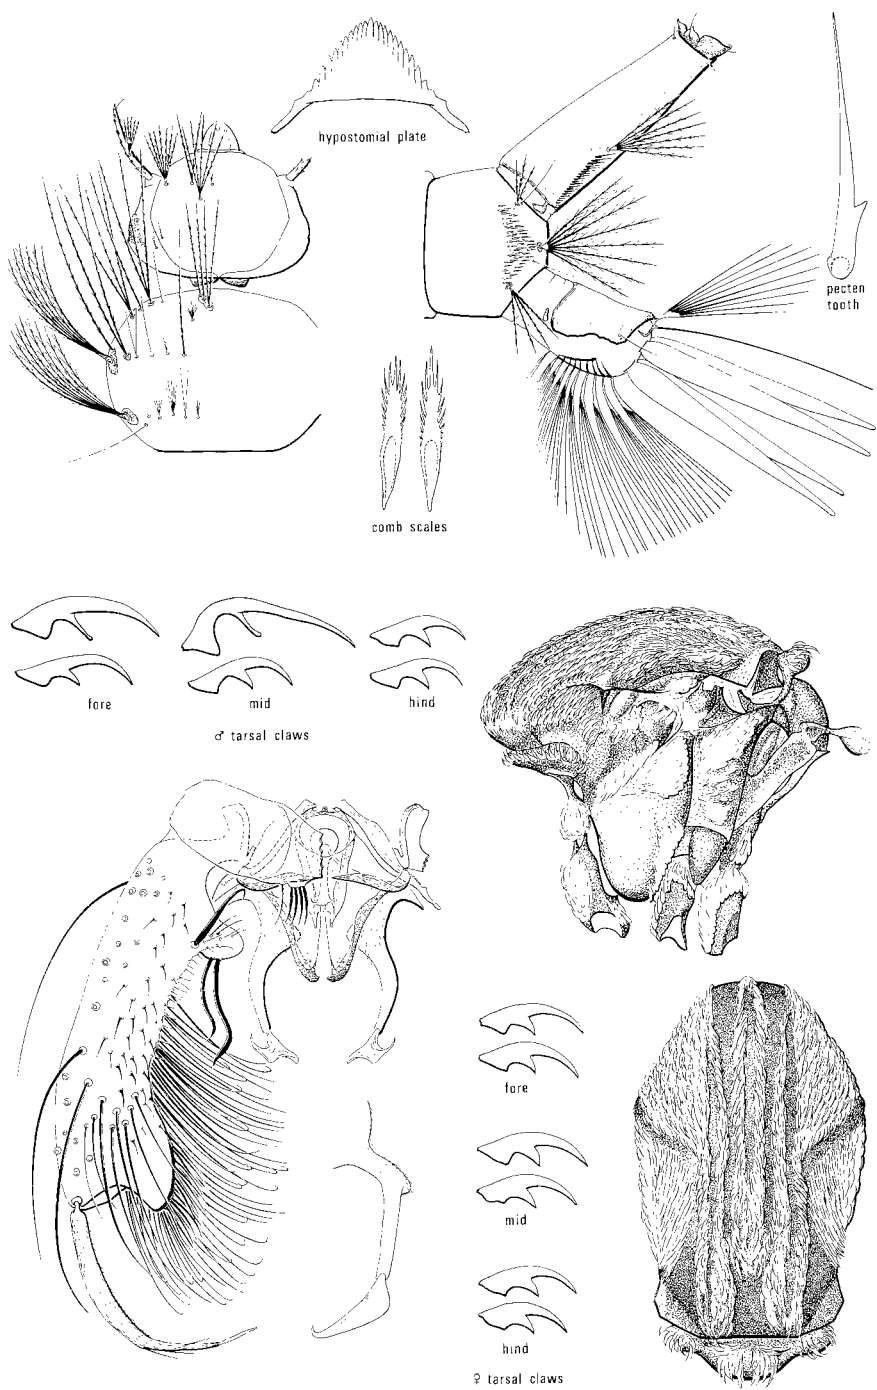 hypostomial plate
pecten
tooth
comb scales
fore
mid
hind
♂ tarsal claws
fore
mid
hind
♀ tarsal claws